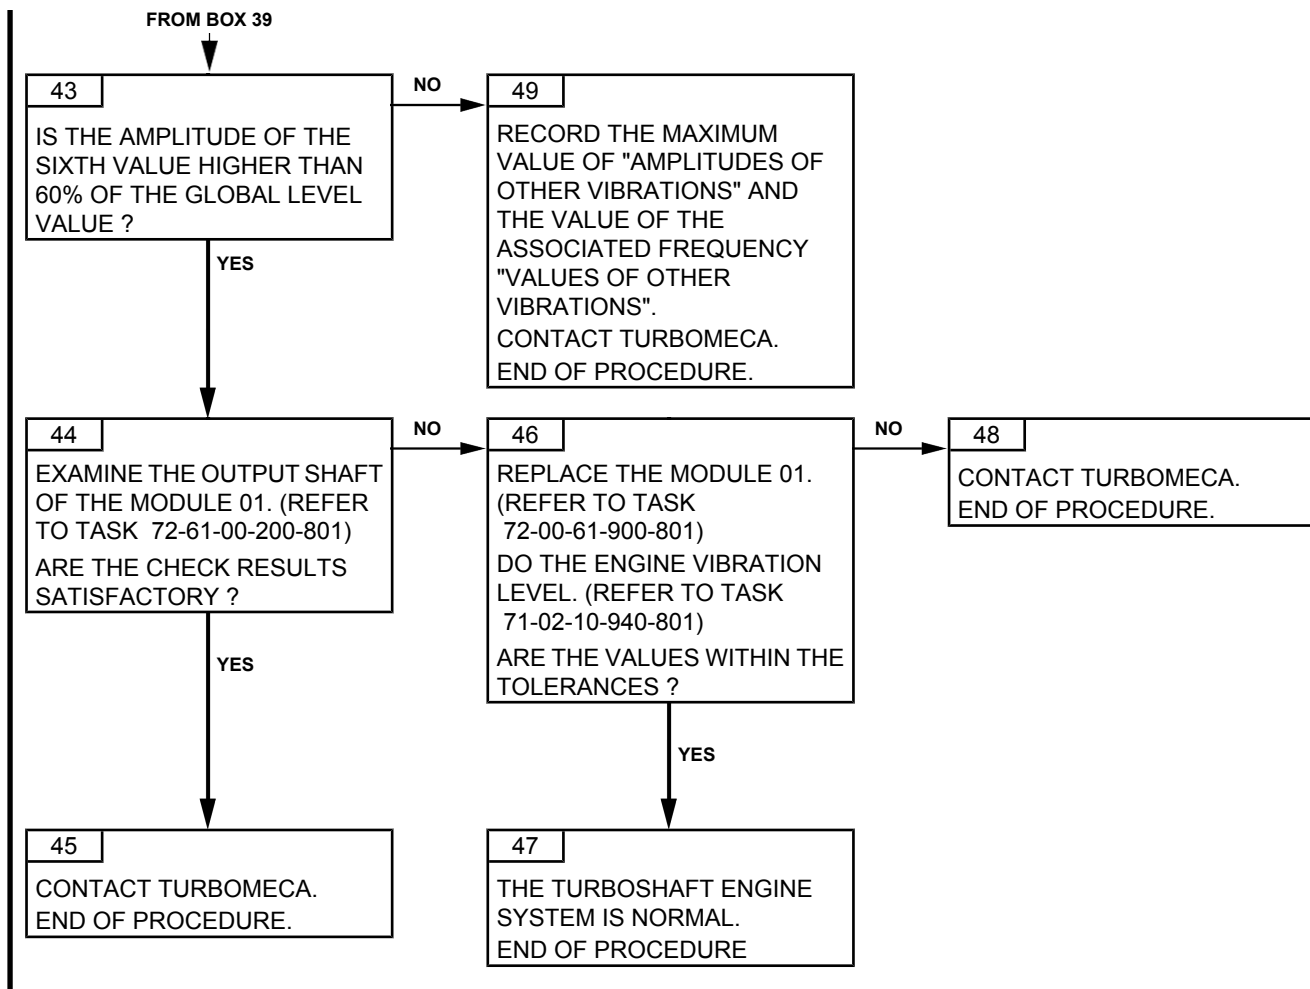 FROM BOX 39
43
IS THE AMPLITUDE OF THE
SIXTH VALUE HIGHER THAN
60% OF THE GLOBAL LEVEL
VALUE ?
NO
49
RECORD THE MAXIMUM
VALUE OF "AMPLITUDES OF
OTHER VIBRATIONS" AND
THE VALUE OF THE
ASSOCIATED FREQUENCY
"VALUES OF OTHER
VIBRATIONS".
CONTACT TURBOMECA.
END OF PROCEDURE.
YES
44
EXAMINE THE OUTPUT SHAFT
OF THE MODULE 01. (REFER
TO TASK 72-61-00-200-801)
ARE THE CHECK RESULTS
SATISFACTORY ?
NO
46
REPLACE THE MODULE 01.
(REFER TO TASK
72-00-61-900-801)
DO THE ENGINE VIBRATION
LEVEL. (REFER TO TASK
71-02-10-940-801)
ARE THE VALUES WITHIN THE
TOLERANCES ?
NO
48
CONTACT TURBOMECA.
END OF PROCEDURE.
YES
YES
45
CONTACT TURBOMECA.
END OF PROCEDURE.
47
THE TURBOSHAFT ENGINE
SYSTEM IS NORMAL.
END OF PROCEDURE